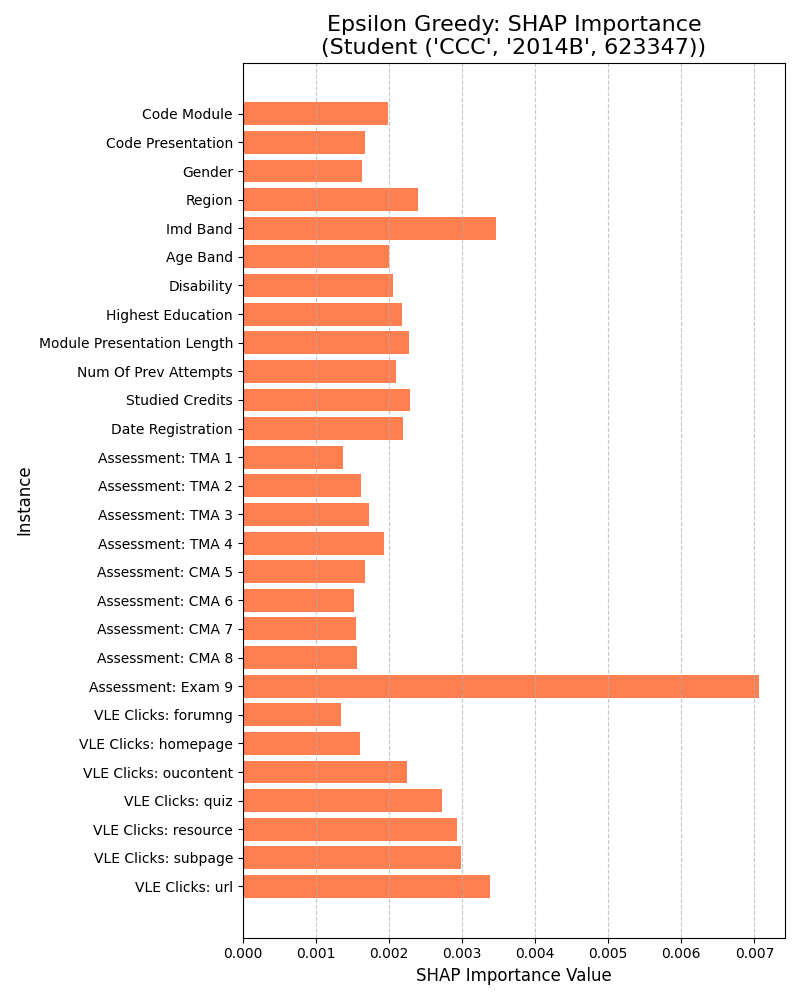 Epsilon Greedy: SHAP Importance
(Student ('CCC', '2014B', 623347))
Instance
Code Module
Code Presentation
Gender
Region
Imd Band
Age Band
Disability
Highest Education
Module Presentation Length
Num Of Prev Attempts
Studied Credits
Date Registration
Assessment: TMA 1
Assessment: TMA 2
Assessment: TMA 3
Assessment: TMA 4
Assessment: CMA 5
Assessment: CMA 6
Assessment: CMA 7
Assessment: CMA 8
Assessment: Exam 9
VLE Clicks: forumng
VLE Clicks: homepage
VLE Clicks: oucontent
VLE Clicks: quiz
VLE Clicks: resource
VLE Clicks: subpage
VLE Clicks: url
0.000 0.001 0.002 0.003 0.004 0.005 0.006 0.007
SHAP Importance Value